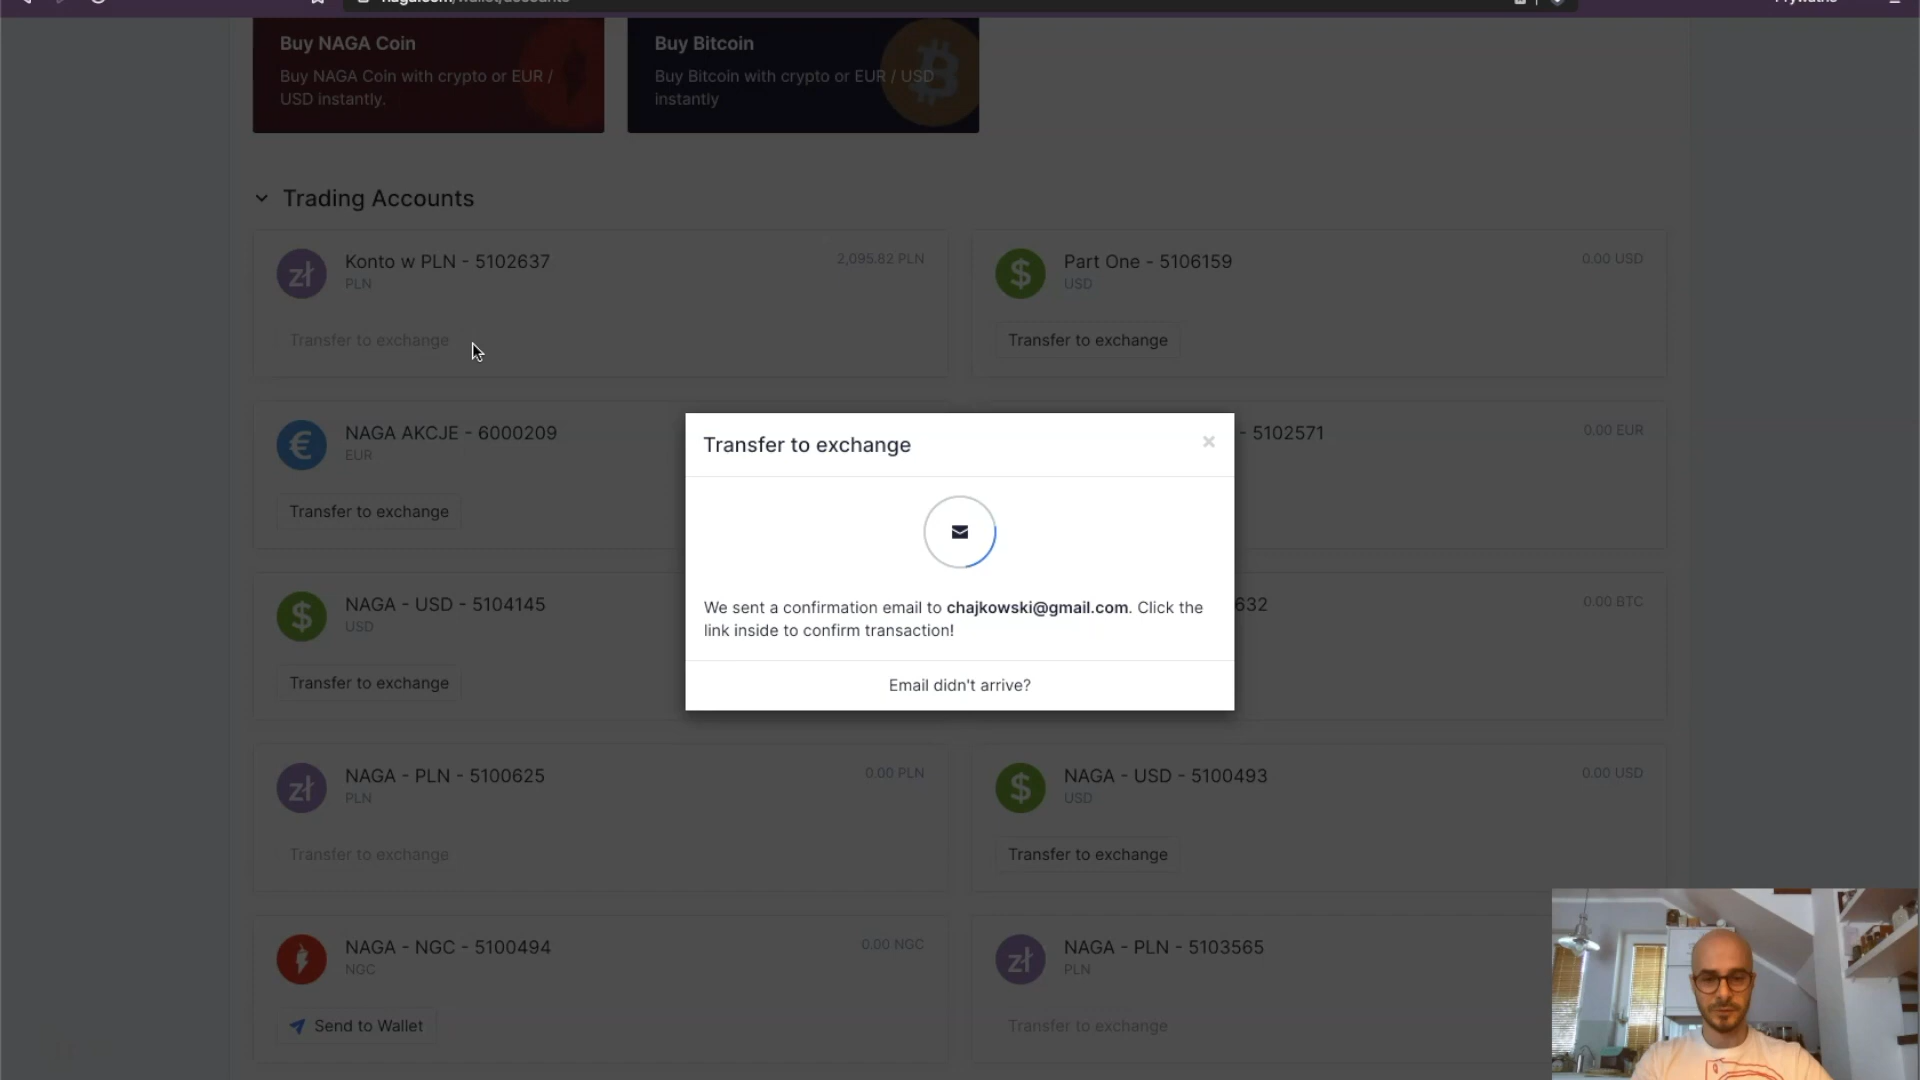 Buy NAGA Coin
Buy NAGA Coin with crypto or EUR /
USD instantly.
Buy Bitcoin
Buy Bitcoin with crypto or EUR / USD
instantly
Trading Accounts
Konto w PLN - 5102637
2,095.82 PLN
PLN
Transfer to exchange
Part One - 5106159
0.00 USD
USD
Transfer to exchange
NAGA AKCJE - 6000209
EUR
Transfer to exchange
- 5102571
0.00 EUR
Transfer to exchange
×
We sent a confirmation email to chajkowski@gmail.com. Click the
link inside to confirm transaction!
Email didn't arrive?
NAGA - USD - 5104145
USD
Transfer to exchange
632
0.00 BTC
NAGA - PLN - 5100625
0.00 PLN
PLN
Transfer to exchange
NAGA - USD - 5100493
0.00 USD
USD
Transfer to exchange
NAGA - NGC - 5100494
0.00 NGC
NGC
Send to Wallet
NAGA - PLN - 5103565
PLN
Transfer to exchange